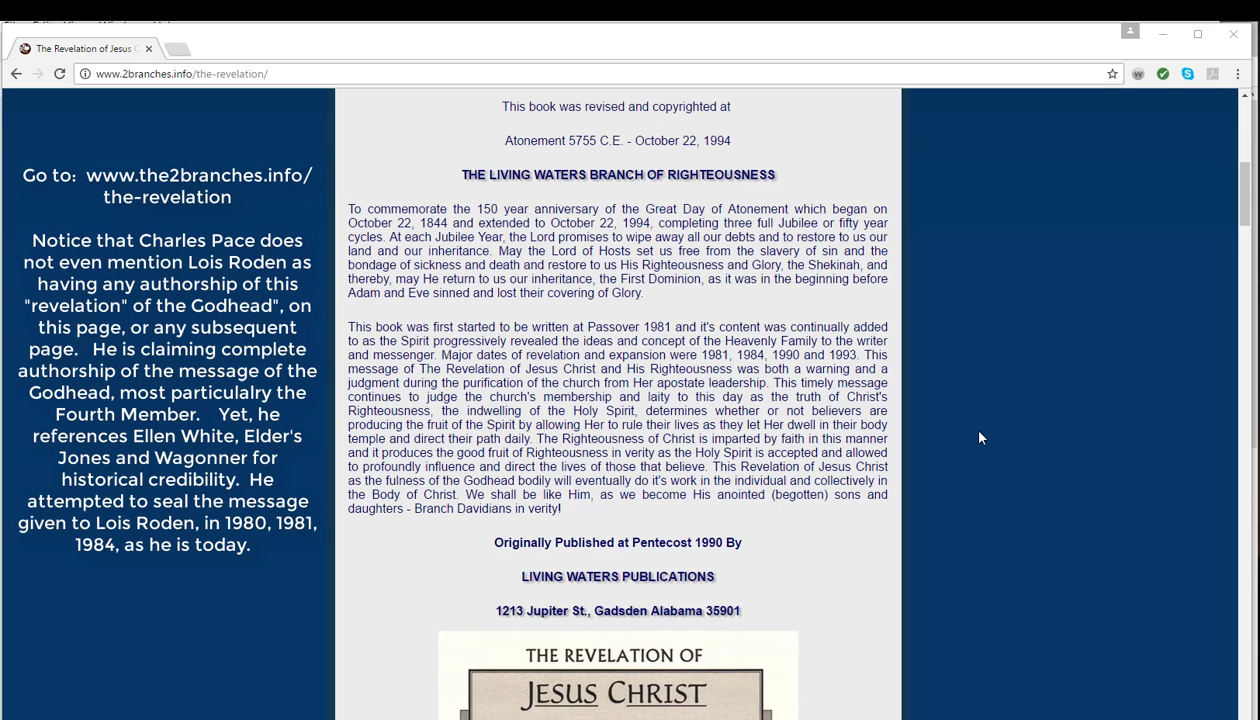 The Revelation of Jesus C
www.2branches.info/the-revelation/
Go to: www.the2branches.info/
the-revelation
Notice that Charles Pace does
not even mention Lois Roden as
having any authorship of this
"revelation" of the Godhead", on
this page, or any subsequent
page. He is claiming complete
authorship of the message of the
Godhead, most particulalry the
Fourth Member. Yet, he
references Ellen White, Elder's
Jones and Wagonner for
historical credibility. He
attempted to seal the message
given to Lois Roden, in 1980, 1981,
1984, as he is today.
This book was revised and copyrighted at
Atonement 5755 C.E. - October 22, 1994
THE LIVING WATERS BRANCH OF RIGHTEOUSNESS
To commemorate the 150 year anniversary of the Great Day of Atonement which began on
October 22, 1844 and extended to October 22, 1994, completing three full Jubilee or fifty year
cycles. At each Jubilee Year, the Lord promises to wipe away all our debts and to restore to us our
land and our inheritance. May the Lord of Hosts set us free from the slavery of sin and the
bondage of sickness and death and restore to us His Righteousness and Glory, the Shekinah, and
thereby, may He return to us our inheritance, the First Dominion, as it was in the beginning before
Adam and Eve sinned and lost their covering of Glory.
This book was first started to be written at Passover 1981 and it's content was continually added
to as the Spirit progressively revealed the ideas and concept of the Heavenly Family to the writer
and messenger. Major dates of revelation and expansion were 1981, 1984, 1990 and 1993. This
message of The Revelation of Jesus Christ and His Righteousness was both a warning and a
judgment during the purification of the church from Her apostate leadership. This timely message
continues to judge the church's membership and laity to this day as the truth of Christ's
Righteousness, the indwelling of the Holy Spirit, determines whether or not believers are
producing the fruit of the Spirit by allowing Her to rule their lives as they let Her dwell in their body
temple and direct their path daily. The Righteousness of Christ is imparted by faith in this manner
and it produces the good fruit of Righteousness in verity as the Holy Spirit is accepted and allowed
to profoundly influence and direct the lives of those that believe. This Revelation of Jesus Christ
as the fulness of the Godhead bodily will eventually do it's work in the individual and collectively in
the Body of Christ. We shall be like Him, as we become His anointed (begotten) sons and
daughters - Branch Davidians in verity!
Originally Published at Pentecost 1990 By
LIVING WATERS PUBLICATIONS
1213 Jupiter St., Gadsden Alabama 35901
THE REVELATION OF
JESUS CHRIST